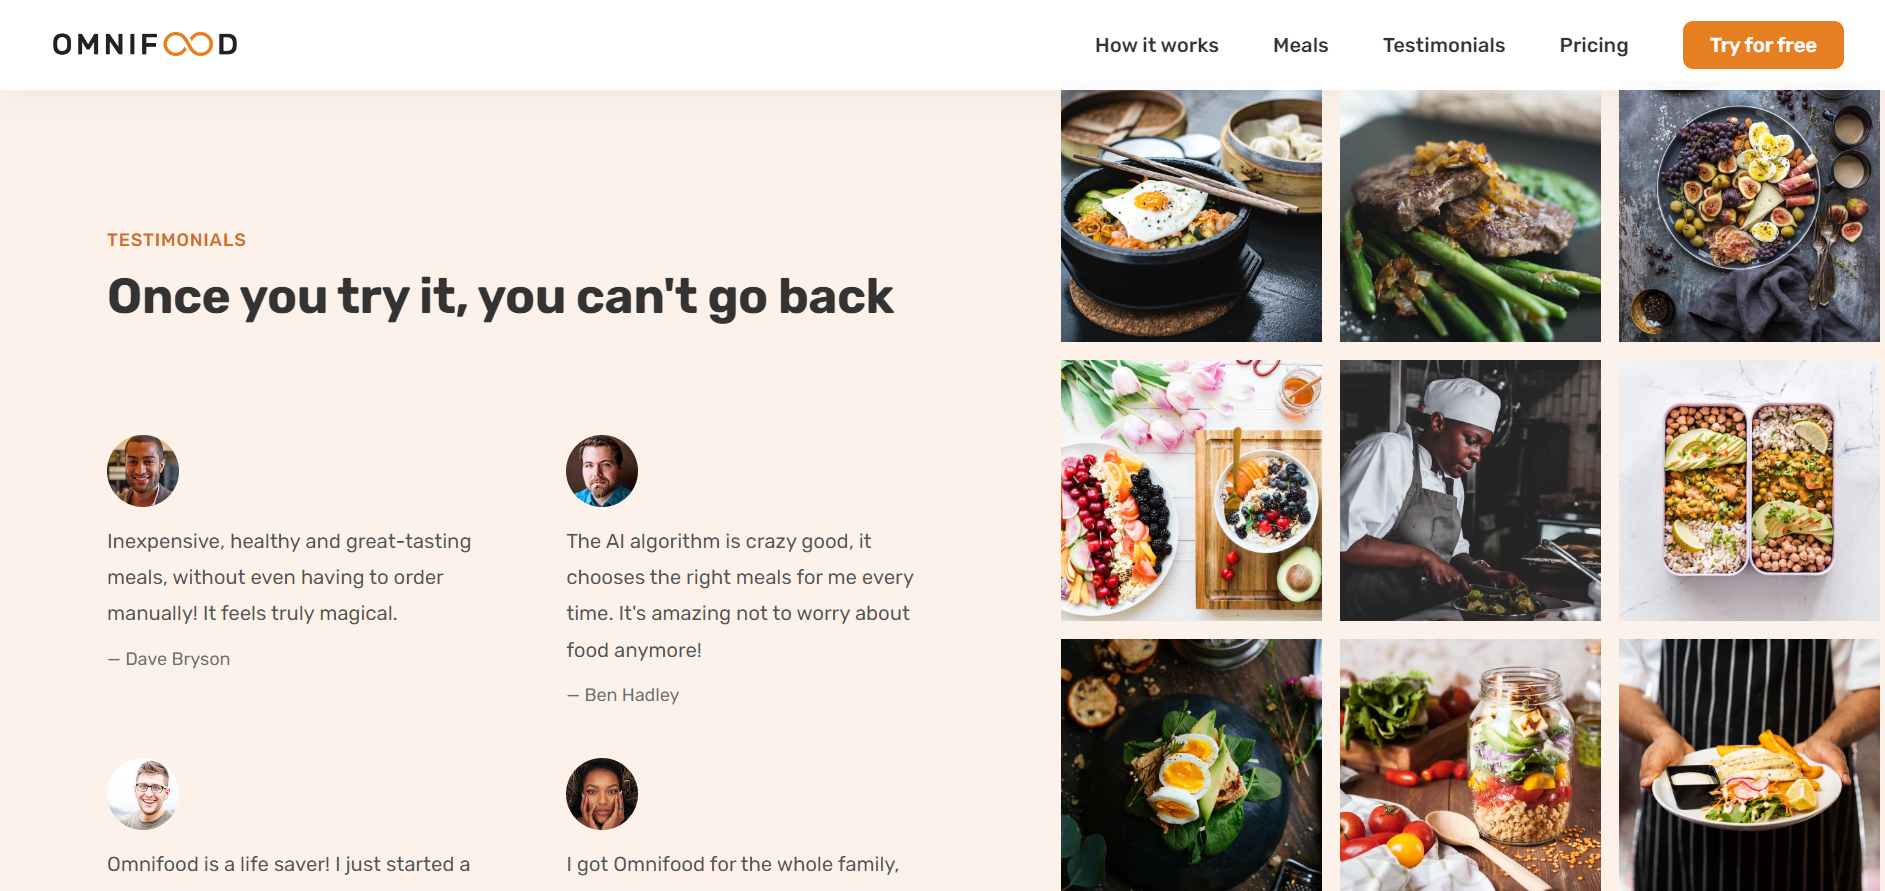 OMNIFOOD
How it works
Meals
Testimonials
Pricing
Try for free
TESTIMONIALS
Once you try it, you can't go back
Inexpensive, healthy and great-tasting
meals, without even having to order
manually! It feels truly magical.
— Dave Bryson
The AI algorithm is crazy good, it
chooses the right meals for me every
time. It's amazing not to worry about
food anymore!
— Ben Hadley
Omnifood is a life saver! I just started a
I got Omnifood for the whole family,